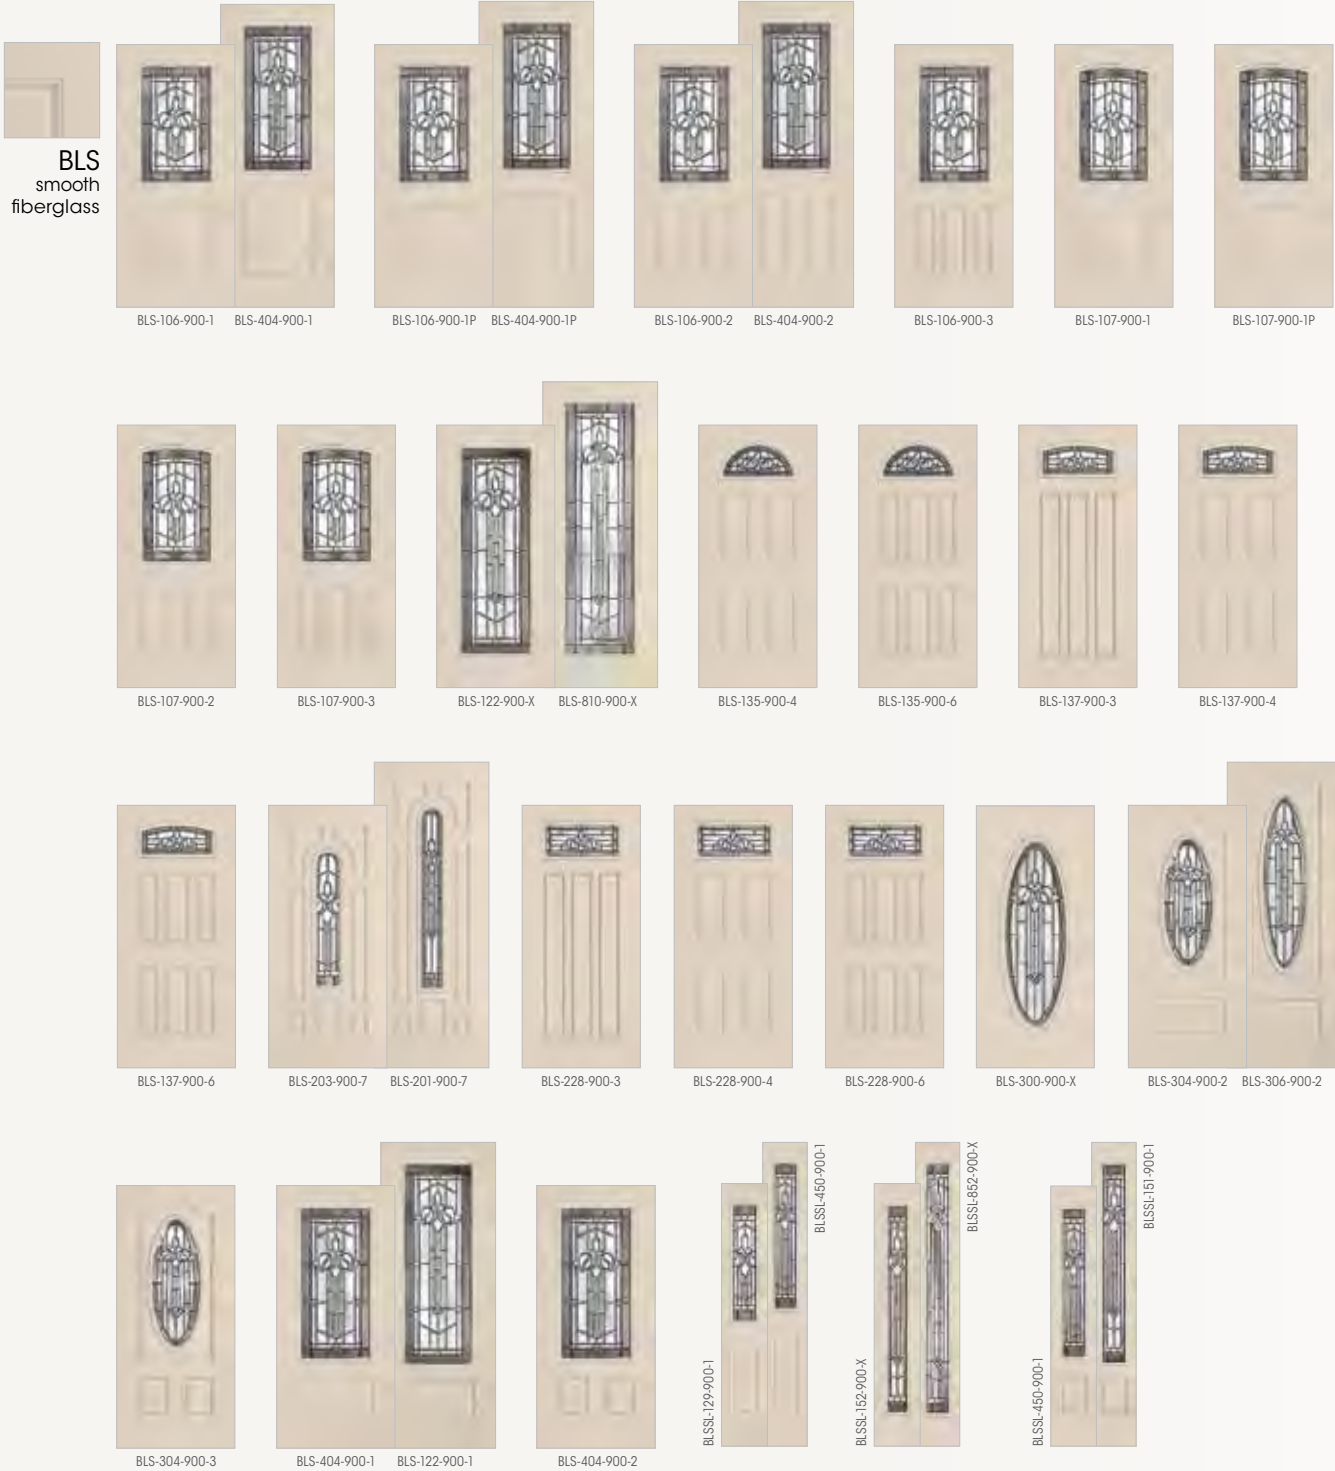 BLS
smooth
fiberglass
BLS-106-900-1
BLS-404-900-1
BLS-106-900-1P
BLS-404-900-1P
BLS-106-900-2
BLS-404-900-2
BLS-106-900-3
BLS-107-900-1
BLS-107-900-1P
BLS-107-900-2
BLS-107-900-3
BLS-122-900-X
BLS-810-900-X
BLS-135-900-4
BLS-135-900-6
BLS-137-900-3
BLS-137-900-4
BLS-137-900-6
BLS-203-900-7
BLS-201-900-7
BLS-228-900-3
BLS-228-900-4
BLS-228-900-6
BLS-300-900-X
BLS-304-900-2
BLS-306-900-2
BLS-304-900-3
BLS-404-900-1
BLS-122-900-1
BLS-404-900-2
BLSSL-129-900-1
BLSSL-450-900-1
BLSSL-152-900-X
BLSSL-852-900-X
BLSSL-450-900-1
BLSSL-151-900-1